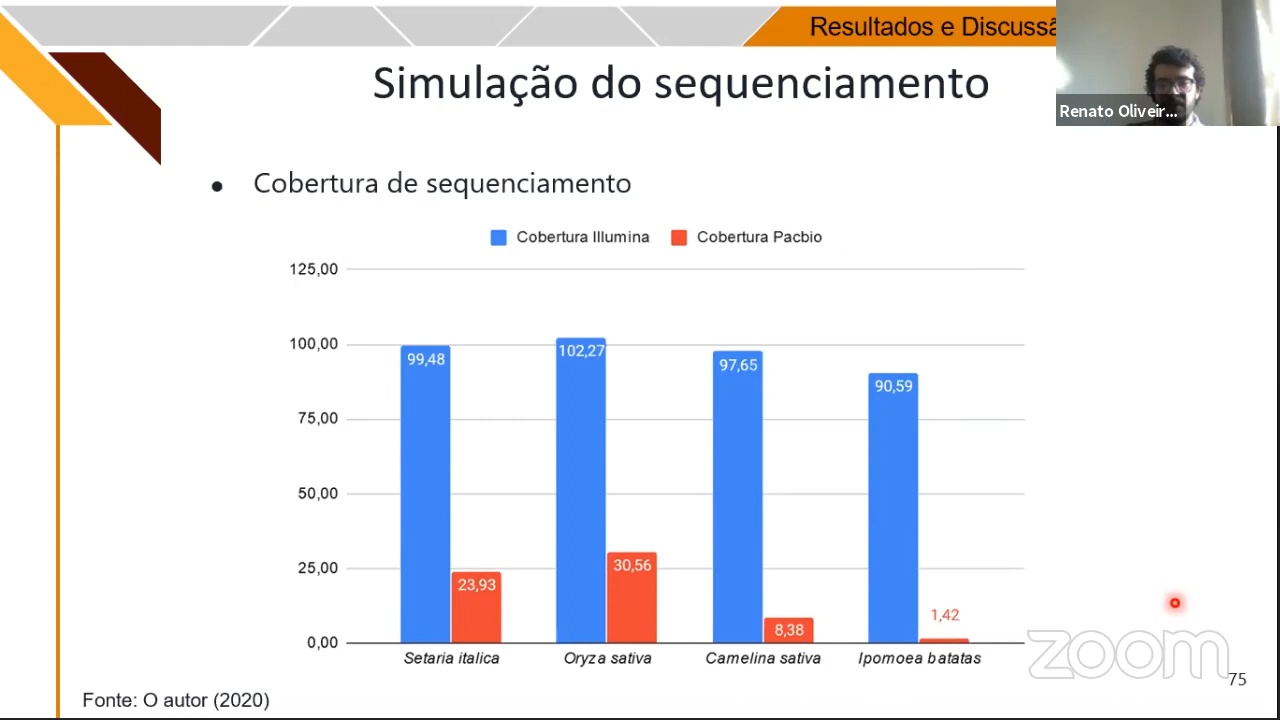 Resultados e Discussã
Renato Oliveir...
Simulação do sequenciamento
• Cobertura de sequenciamento
Cobertura Illumina Cobertura Pacbio
125,00
100,00
75,00
50,00
25,00
0,00
99,48 23,93
102,27 30,56
97,65 8,38
90,59 1,42
Setaria italica Oryza sativa Camelina sativa Ipomoea batatas
zoom
75
Fonte: O autor (2020)